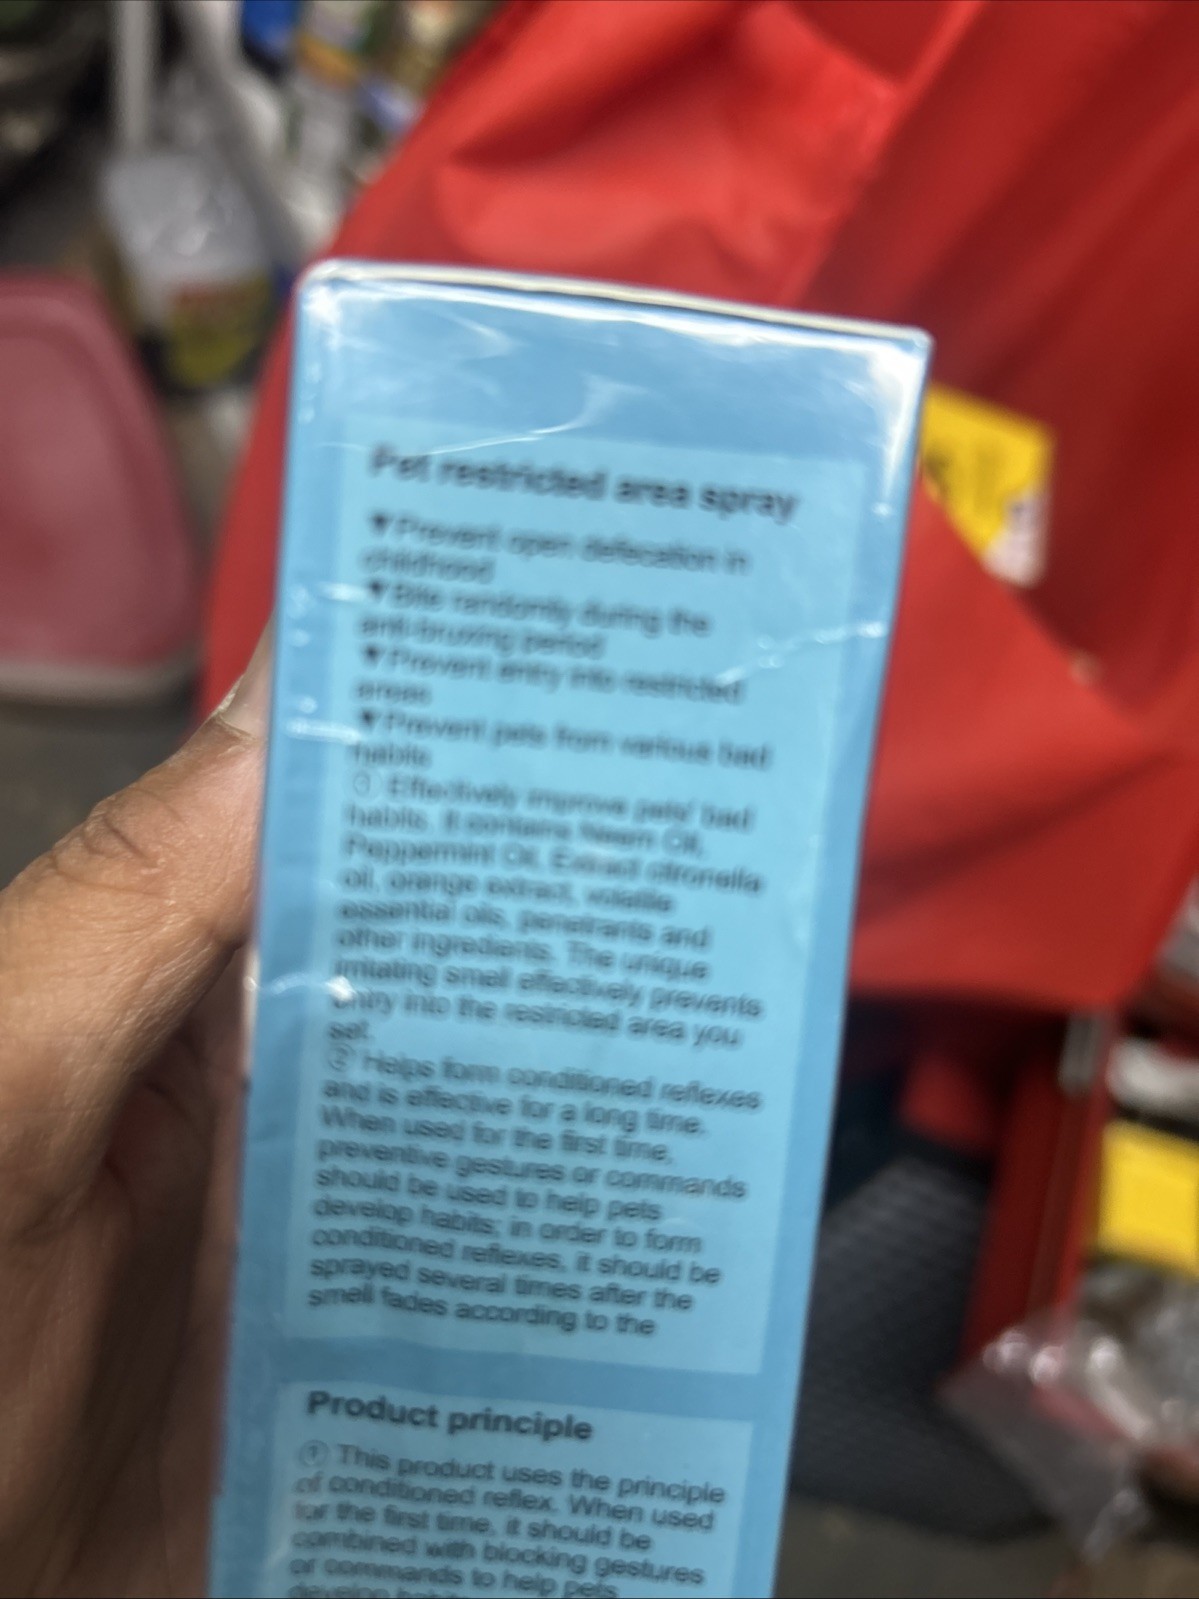 Pet restricted area spray
▼Prevent open defecation in
childhood
▼Bite randomly during the
anti-bruxing period
▼Prevent entry into restricted
areas
▼Prevent pets from various bad
habits
① Effectively improve pets' bad
habits. It contains Neem Oil,
Peppermint Oil, Extract citronella
oil, orange extract, volatile
essential oils, penetrants and
other ingredients. The unique
irritating smell effectively prevents
entry into the restricted area you
set.
② Helps form conditioned reflexes
and is effective for a long time.
When used for the first time,
preventive gestures or commands
should be used to help pets
develop habits; in order to form
conditioned reflexes, it should be
sprayed several times after the
smell fades according to the
Product principle
① This product uses the principle
of conditioned reflex. When used
for the first time, it should be
combined with blocking gestures
or commands to help pets
develop